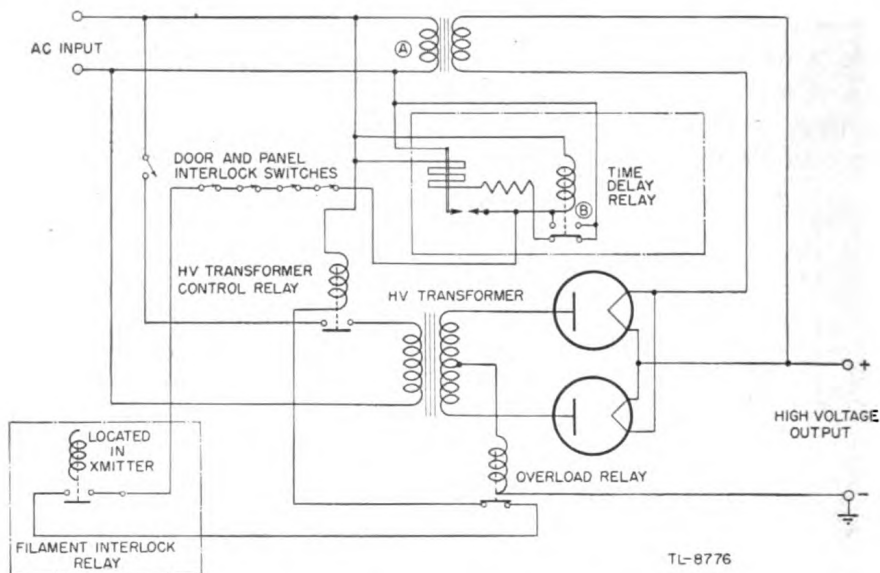 AC INPUT
A
DOOR AND PANEL
INTERLOCK SWITCHES
TIME
DELAY
RELAY
B
HV TRANSFORMER
CONTROL RELAY
HV TRANSFORMER
+
HIGH VOLTAGE
OUTPUT
LOCATED
IN
XMITTER
OVERLOAD RELAY
−
FILAMENT INTERLOCK
RELAY
TL-8776